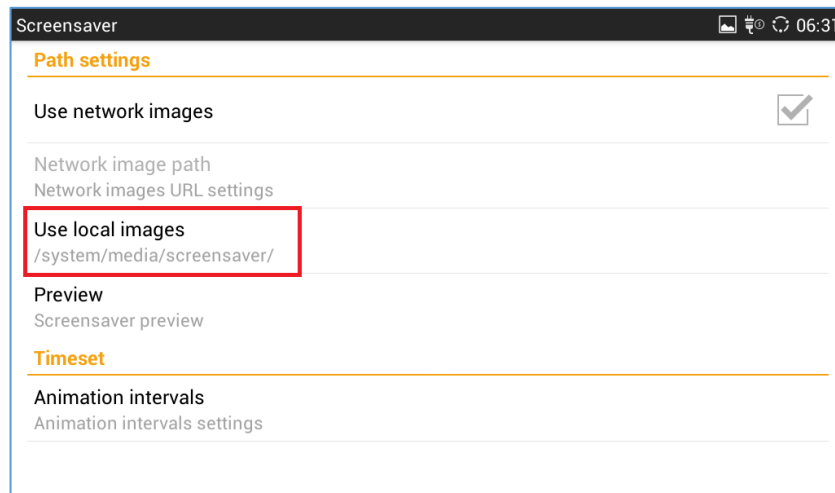 Screensaver 06:37
Path settings
Use network images
Network image path
Network images URL settings
Use local images
/system/media/screensaver/
Preview
Screensaver preview
Timeset
Animation intervals
Animation intervals settings